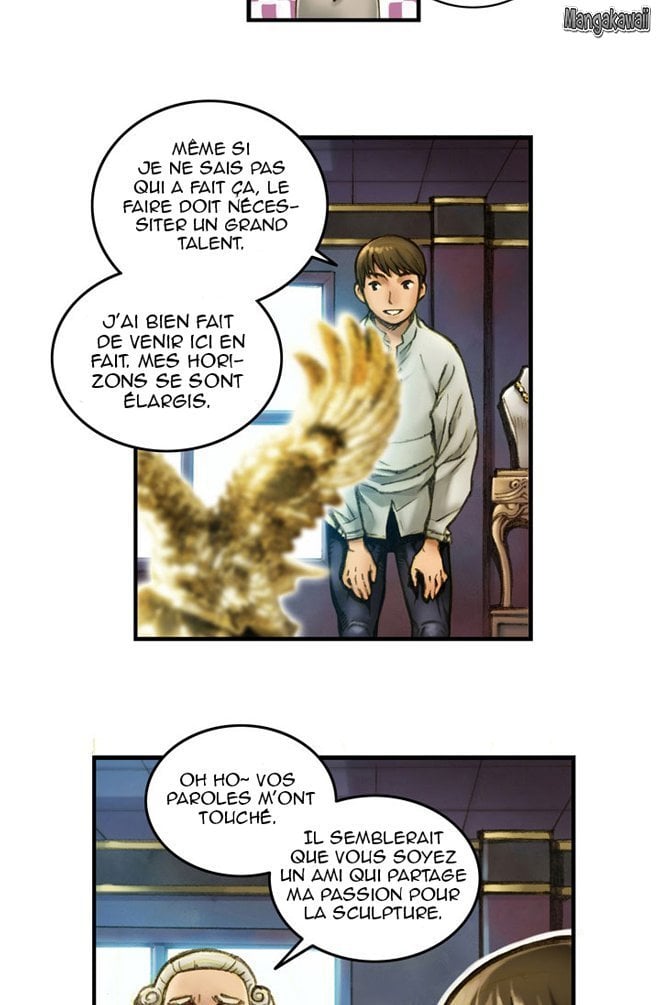 Mangakawaii
MÊME SI
JE NE SAIS PAS
QUI A FAIT ÇA, LE
FAIRE DOIT NÉCES-
SITER UN GRAND
TALENT.
J'AI BIEN FAIT
DE VENIR ICI EN
FAIT. MES HORI-
ZONS SE SONT
ÉLARGIS.
OH HO~ VOS
PAROLES M'ONT
TOUCHÉ.
IL SEMBLERAIT
QUE VOUS SOYEZ
UN AMI QUI PARTAGE
MA PASSION POUR
LA SCULPTURE.